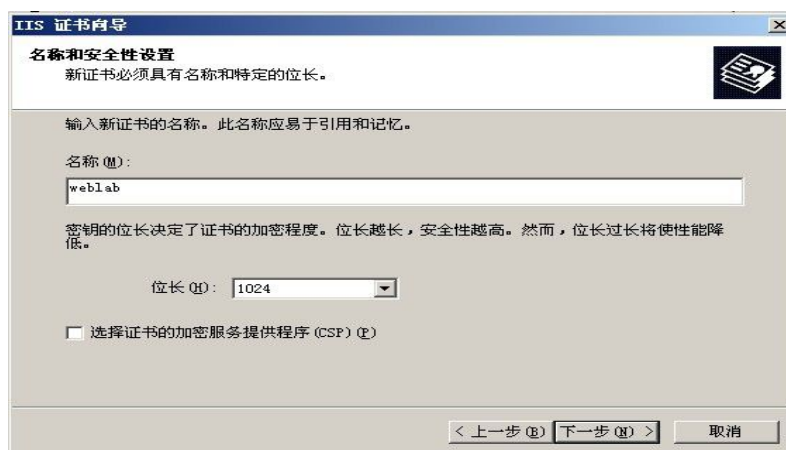 IIS 证书向导
名称和安全性设置
新证书必须具有名称和特定的位长。
输入新证书的名称。此名称应易于引用和记忆。
名称(M):
weblab
密钥的位长决定了证书的加密程度。位长越长，安全性越高。然而，位长过长将使性能降
低。
位长(H): 1024
选择证书的加密服务提供程序(CSP)(P)
< 上一步(B) 下一步(N) > 取消